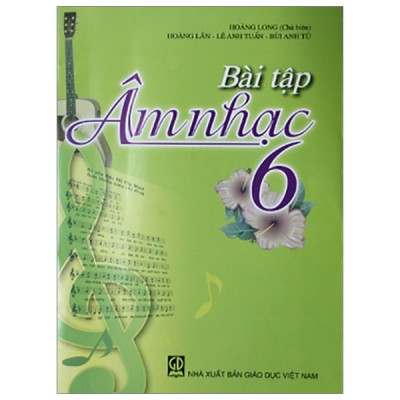 HOÀNG LONG (Chủ biên)
HOÀNG LÂN - LÊ ANH TUẤN - BÙI ANH TÚ
Bài tập
Âm nhạc
6
NHÀ XUẤT BẢN GIÁO DỤC VIỆT NAM